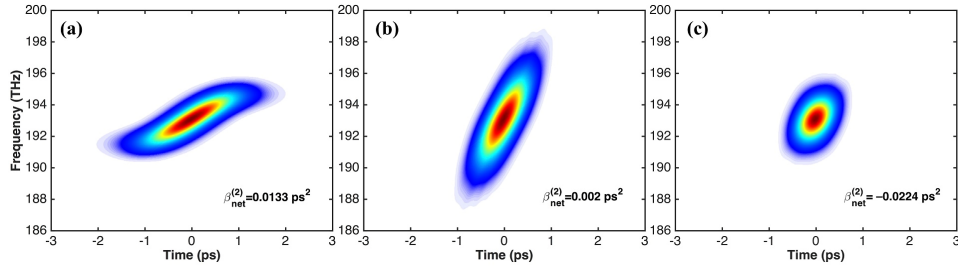 (a)
Frequency (THz)
200
198
196
194
192
190
188
186
β(2)net=0.0133 ps2
-3 -2 -1 0 1 2 3
Time (ps)
(b)
200
198
196
194
192
190
188
186
β(2)net=0.002 ps2
-3 -2 -1 0 1 2 3
Time (ps)
(c)
200
198
196
194
192
190
188
186
β(2)net= −0.0224 ps2
-3 -2 -1 0 1 2 3
Time (ps)